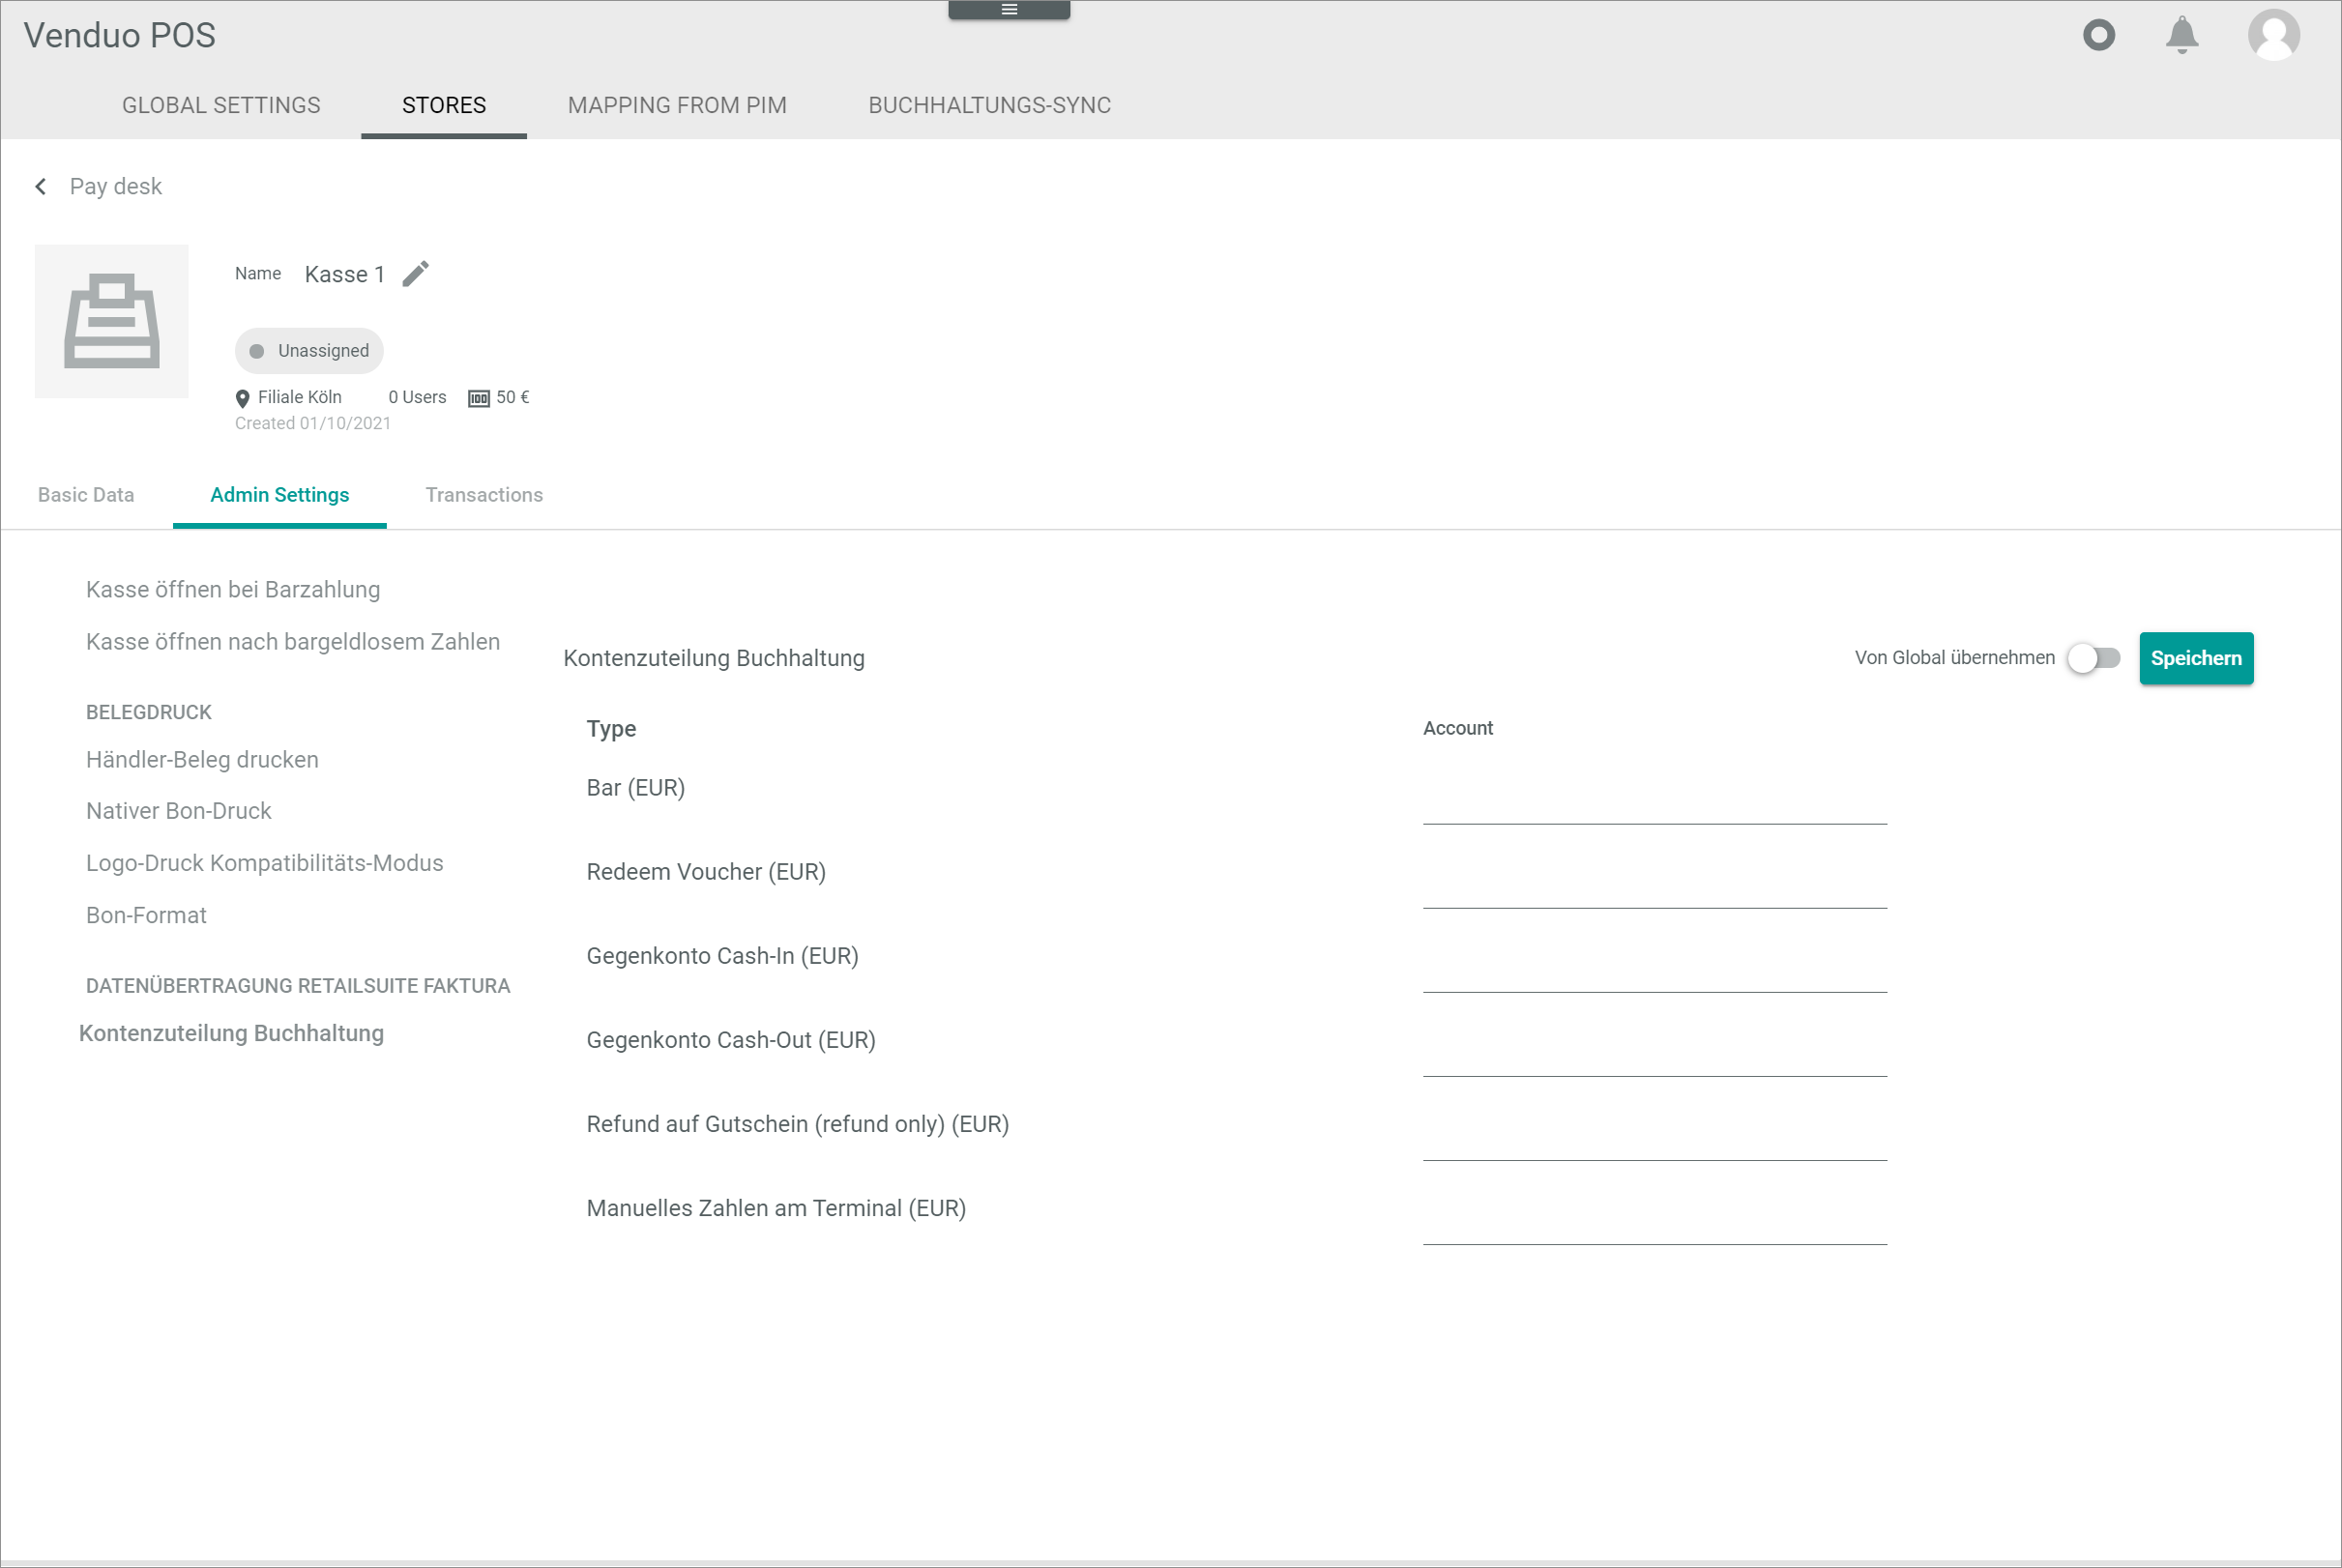 Venduo POS
GLOBAL SETTINGS
STORES
MAPPING FROM PIM
BUCHHALTUNGS-SYNC
Pay desk
Name Kasse 1
Unassigned
Filiale Köln 0 Users 100 50 €
Created 01/10/2021
Basic Data
Admin Settings
Transactions
Kasse öffnen bei Barzahlung
Kasse öffnen nach bargeldlosem Zahlen
BELEGDRUCK
Händler-Beleg drucken
Nativer Bon-Druck
Logo-Druck Kompatibilitäts-Modus
Bon-Format
DATENÜBERTRAGUNG RETAILSUITE FAKTURA
Kontenzuteilung Buchhaltung
Kontenzuteilung Buchhaltung
Von Global übernehmen
Speichern
Type
Account
Bar (EUR)
Redeem Voucher (EUR)
Gegenkonto Cash-In (EUR)
Gegenkonto Cash-Out (EUR)
Refund auf Gutschein (refund only) (EUR)
Manuelles Zahlen am Terminal (EUR)